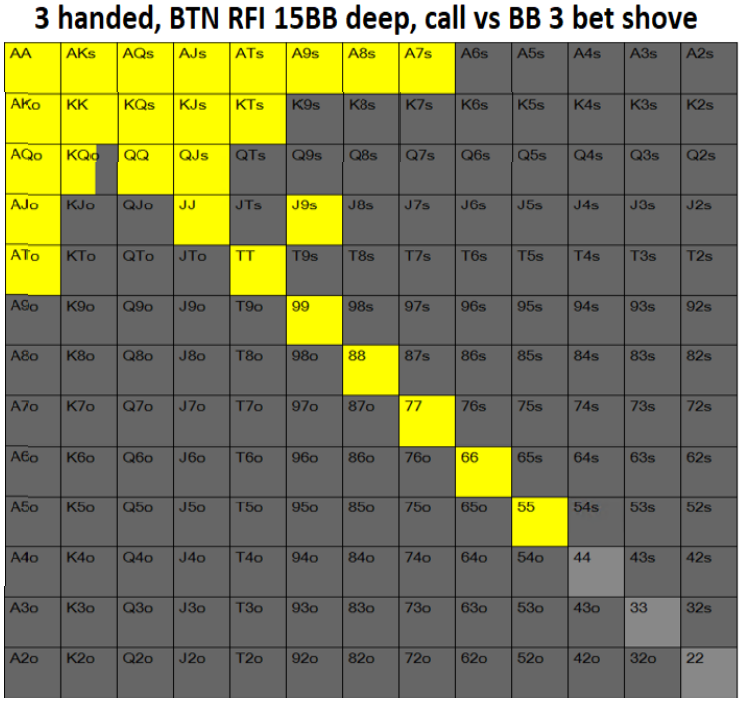 3 handed, BTN RFI 15BB deep, call vs BB 3 bet shove
AA AKs AQs AJs ATs A9s A8s A7s A6s A5s A4s A3s A2s
AKo KK KQs KJs KTs K9s K8s K7s K6s K5s K4s K3s K2s
AQo KQo QQ QJs QTs Q9s Q8s Q7s Q6s Q5s Q4s Q3s Q2s
AJo KJo QJo JJ JTs J9s J8s J7s J6s J5s J4s J3s J2s
ATo KTo QTo JTo TT T9s T8s T7s T6s T5s T4s T3s T2s
A9o K9o Q9o J9o T9o 99 98s 97s 96s 95s 94s 93s 92s
A8o K8o Q8o J8o T8o 98o 88 87s 86s 85s 84s 83s 82s
A7o K7o Q7o J7o T7o 97o 87o 77 76s 75s 74s 73s 72s
A6o K6o Q6o J6o T6o 96o 86o 76o 66 65s 64s 63s 62s
A5o K5o Q5o J5o T5o 95o 85o 75o 65o 55 54s 53s 52s
A4o K4o Q4o J4o T4o 94o 84o 74o 64o 54o 44 43s 42s
A3o K3o Q3o J3o T3o 93o 83o 73o 63o 53o 43o 33 32s
A2o K2o Q2o J2o T2o 92o 82o 72o 62o 52o 42o 32o 22